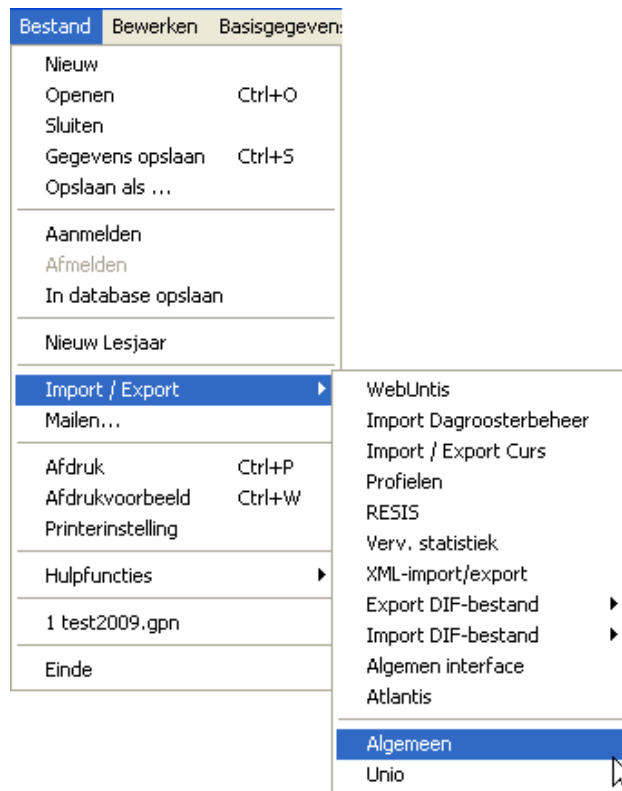 Bestand Bewerken Basisgegeven
Nieuw
Openen Ctrl+O
Sluiten
Gegevens opslaan Ctrl+S
Opslaan als ...
Aanmelden
Afmelden
In database opslaan
Nieuw Lesjaar
Import / Export
Mailen...
Afdruk Ctrl+P
Afdrukvoorbeeld Ctrl+W
Printerinstelling
Hulpfuncties
1 test2009.gpn
Einde
WebUntis
Import Dagroosterbeheer
Import / Export Curs
Profielen
RESIS
Verv. statistiek
XML-import/export
Export DIF-bestand
Import DIF-bestand
Algemen interface
Atlantis
Algemeen
Unio